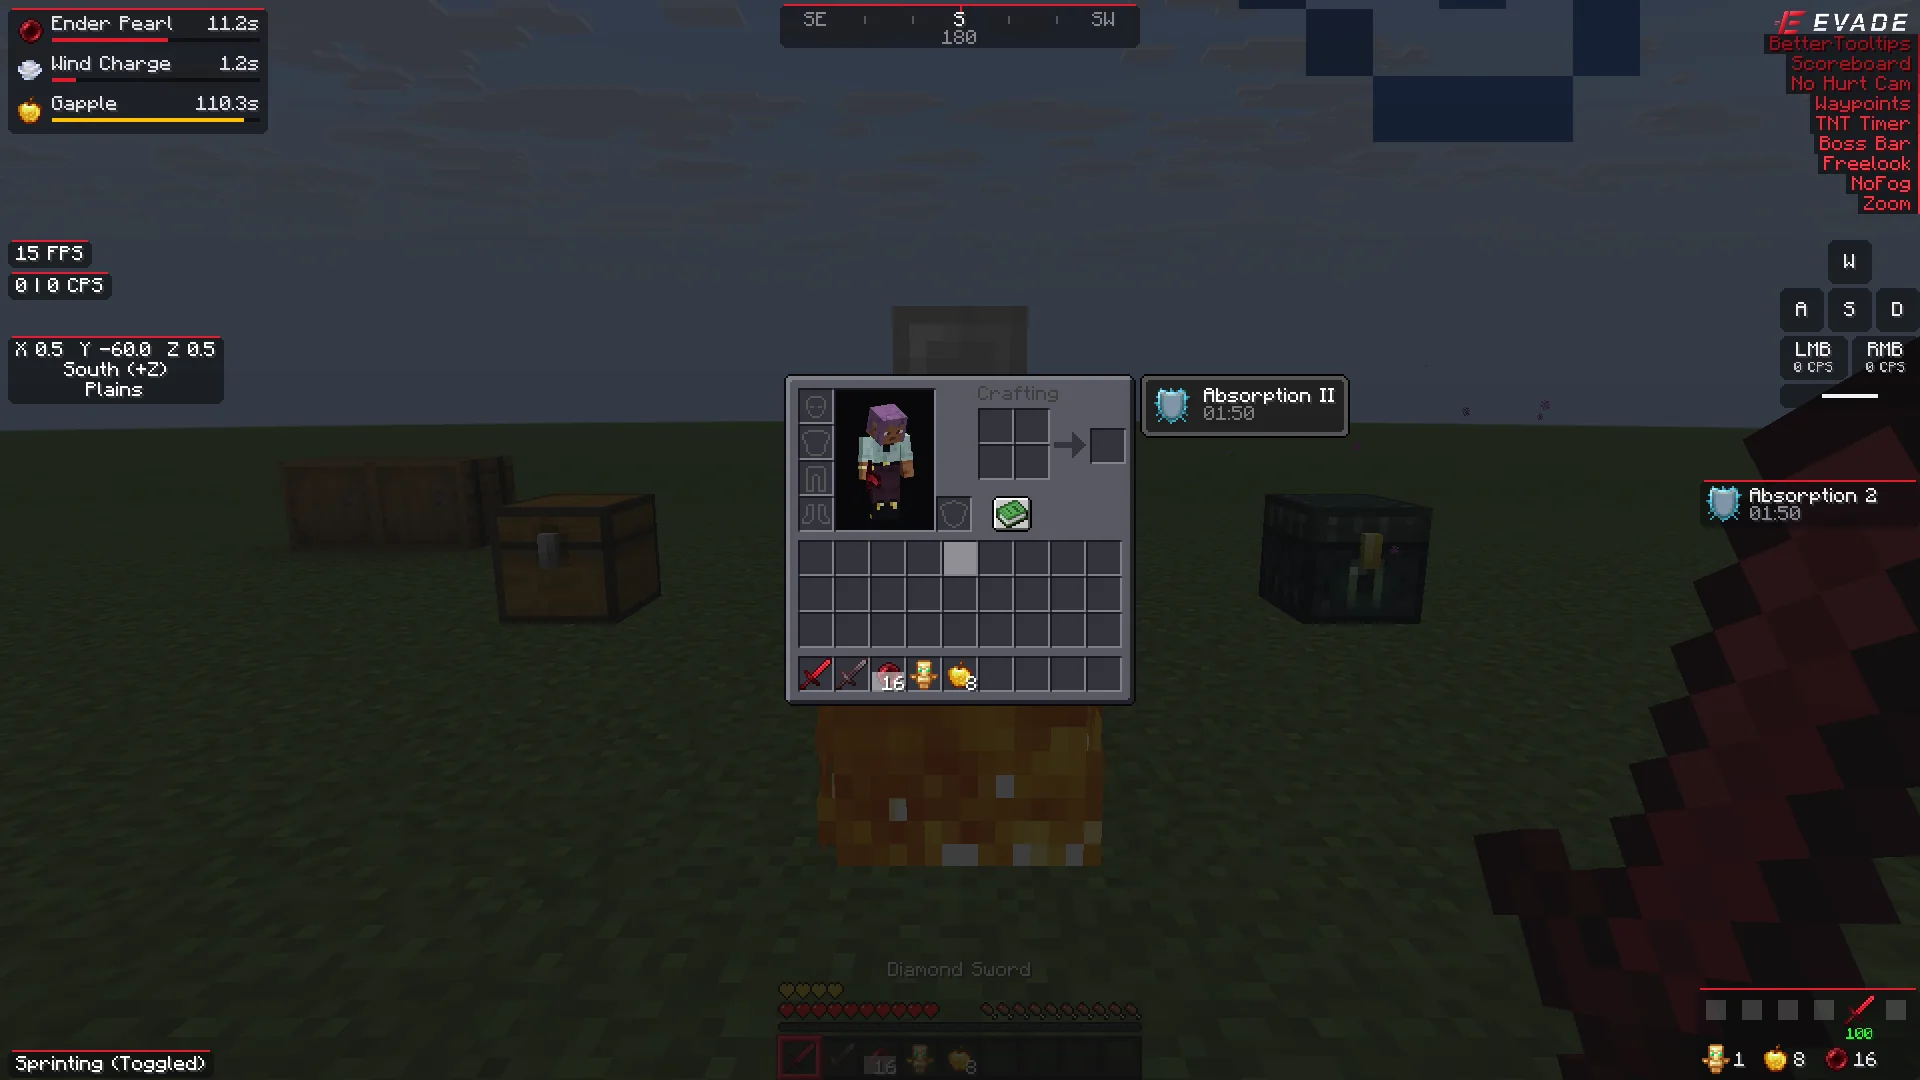 Ender Pearl 11.2s
Wind Charge 1.2s
Gapple 110.3s
SE S SW
180
EVADE
BetterTooltips
Scoreboard
No Hurt Cam
Waypoints
TNT Timer
Boss Bar
Freelook
NoFog
Zoom
15 FPS
0 | 0 CPS
X 0.5 Y -60.0 Z 0.5
South (+Z)
Plains
W
A S D
LMB RMB
0 CPS 0 CPS
Crafting
Absorption II
01:50
Absorption 2
01:50
16 8
Diamond Sword
16 8
Sprinting (Toggled)
100
1 8 16